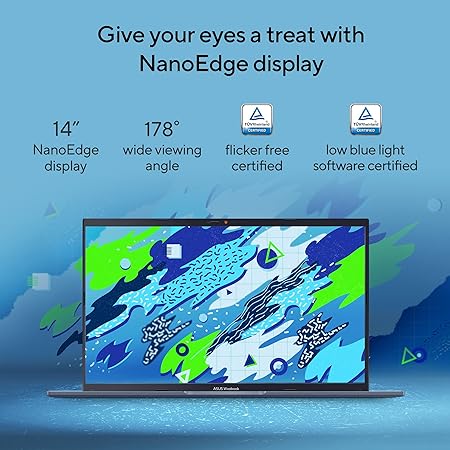 Give your eyes a treat with
NanoEdge display
14"
NanoEdge
display
178°
wide viewing
angle
TÜVRheinland
CERTIFIED
flicker free
certified
TÜVRheinland
CERTIFIED
low blue light
software certified
ASUS Vivobook